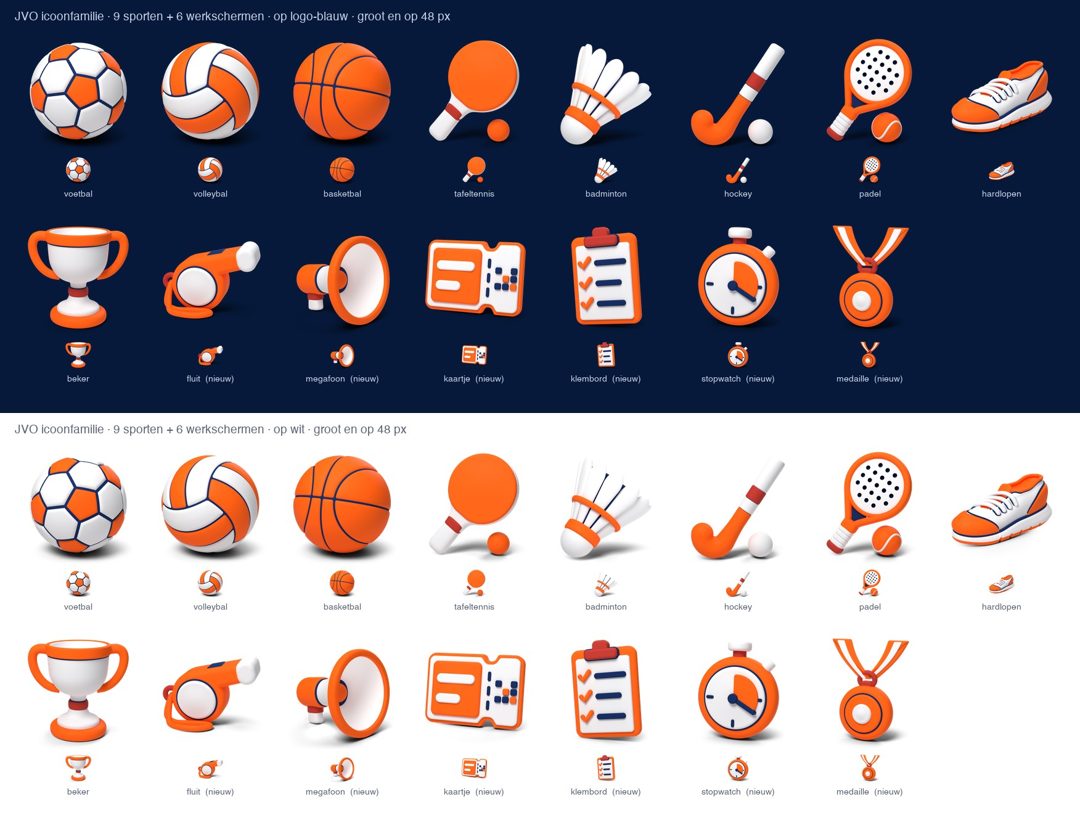 JVO icoonfamilie · 9 sporten + 6 werkschermen · op logo-blauw · groot en op 48 px
voetbal
volleybal
basketbal
tafeltennis
badminton
hockey
padel
hardlopen
beker
fluit (nieuw)
megafoon (nieuw)
kaartje (nieuw)
klembord (nieuw)
stopwatch (nieuw)
medaille (nieuw)
JVO icoonfamilie · 9 sporten + 6 werkschermen · op wit · groot en op 48 px
voetbal
volleybal
basketbal
tafeltennis
badminton
hockey
padel
hardlopen
beker
fluit (nieuw)
megafoon (nieuw)
kaartje (nieuw)
klembord (nieuw)
stopwatch (nieuw)
medaille (nieuw)